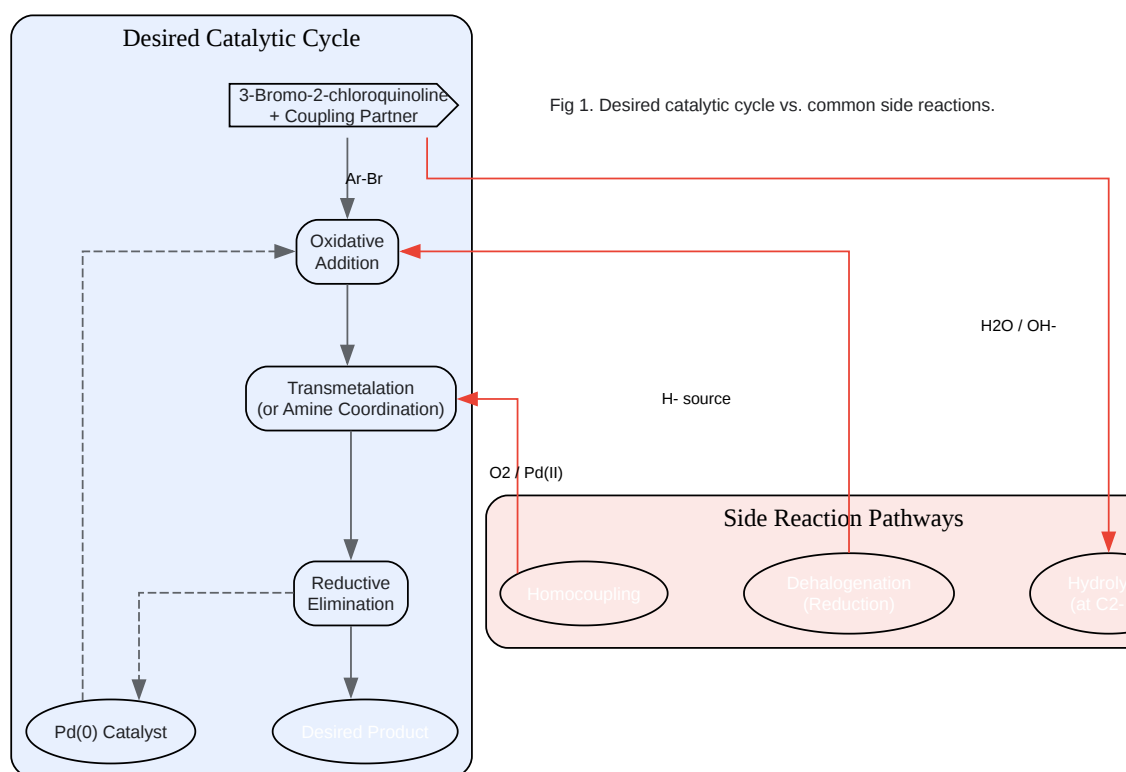 Desired Catalytic Cycle
3-Bromo-2-chloroquinoline
+ Coupling Partner
Fig 1. Desired catalytic cycle vs. common side reactions.
Ar-Br
Oxidative
Addition
H2O / OH-
Transmetalation
(or Amine Coordination)
H- source
O2 / Pd(II)
Side Reaction Pathways
Reductive
Elimination
Homocoupling
Dehalogenation
(Reduction)
(at C2-
Pd(0) Catalyst
Desired Product